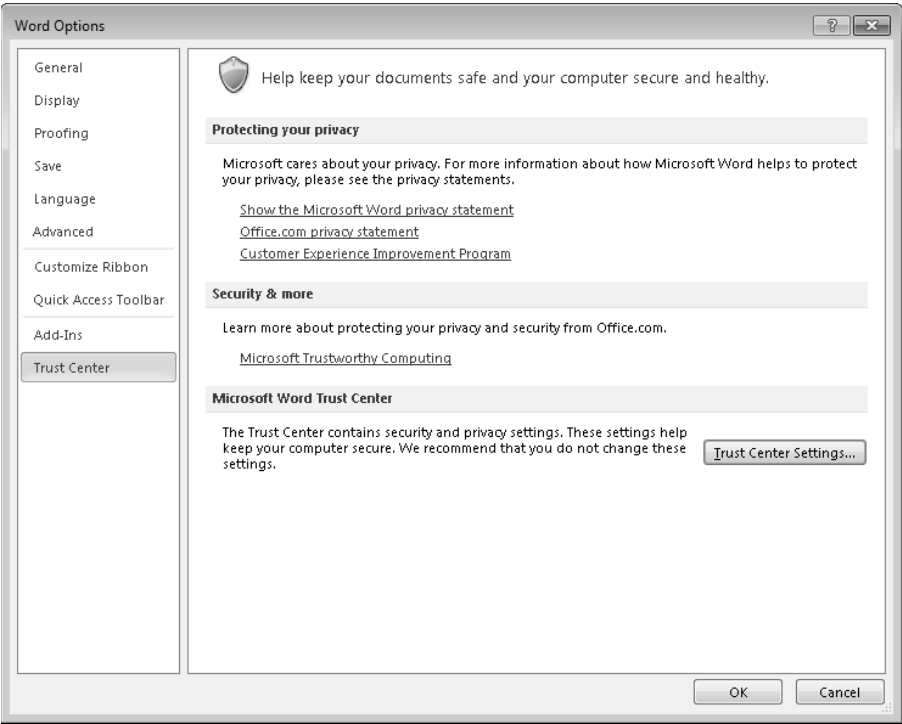 Word Options
General
Display
Proofing
Save
Language
Advanced
Customize Ribbon
Quick Access Toolbar
Add-Ins
Trust Center
Help keep your documents safe and your computer secure and healthy.
Protecting your privacy
Microsoft cares about your privacy. For more information about how Microsoft Word helps to protect
your privacy, please see the privacy statements.
Show the Microsoft Word privacy statement
Office.com privacy statement
Customer Experience Improvement Program
Security & more
Learn more about protecting your privacy and security from Office.com.
Microsoft Trustworthy Computing
Microsoft Word Trust Center
The Trust Center contains security and privacy settings. These settings help
keep your computer secure. We recommend that you do not change these
settings.
Trust Center Settings...
OK
Cancel